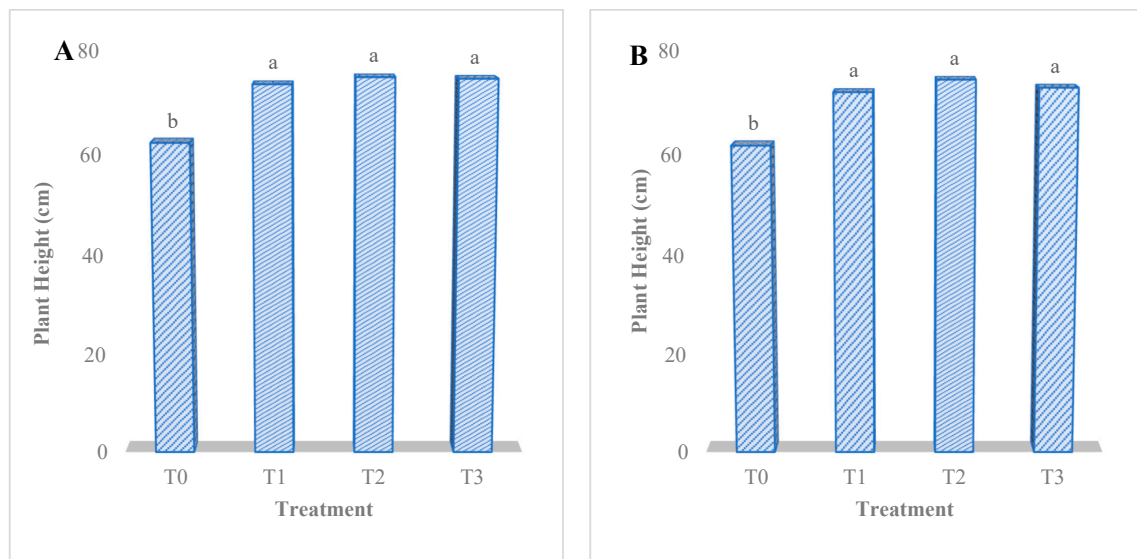 A
80
60
40
20
0
Plant Height (cm)
b
a
a
a
T0 T1 T2 T3
Treatment
B
80
60
40
20
0
Plant Height (cm)
b
a
a
a
T0 T1 T2 T3
Treatment